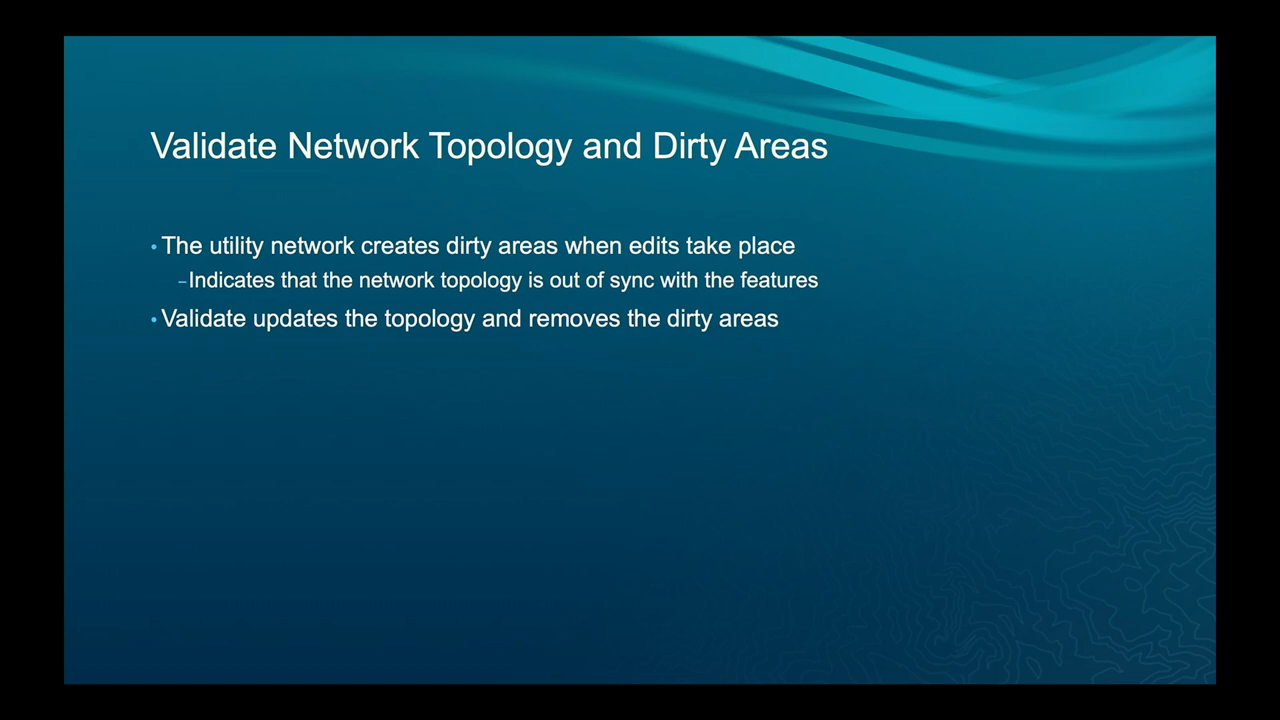 Validate Network Topology and Dirty Areas
• The utility network creates dirty areas when edits take place
–Indicates that the network topology is out of sync with the features
• Validate updates the topology and removes the dirty areas